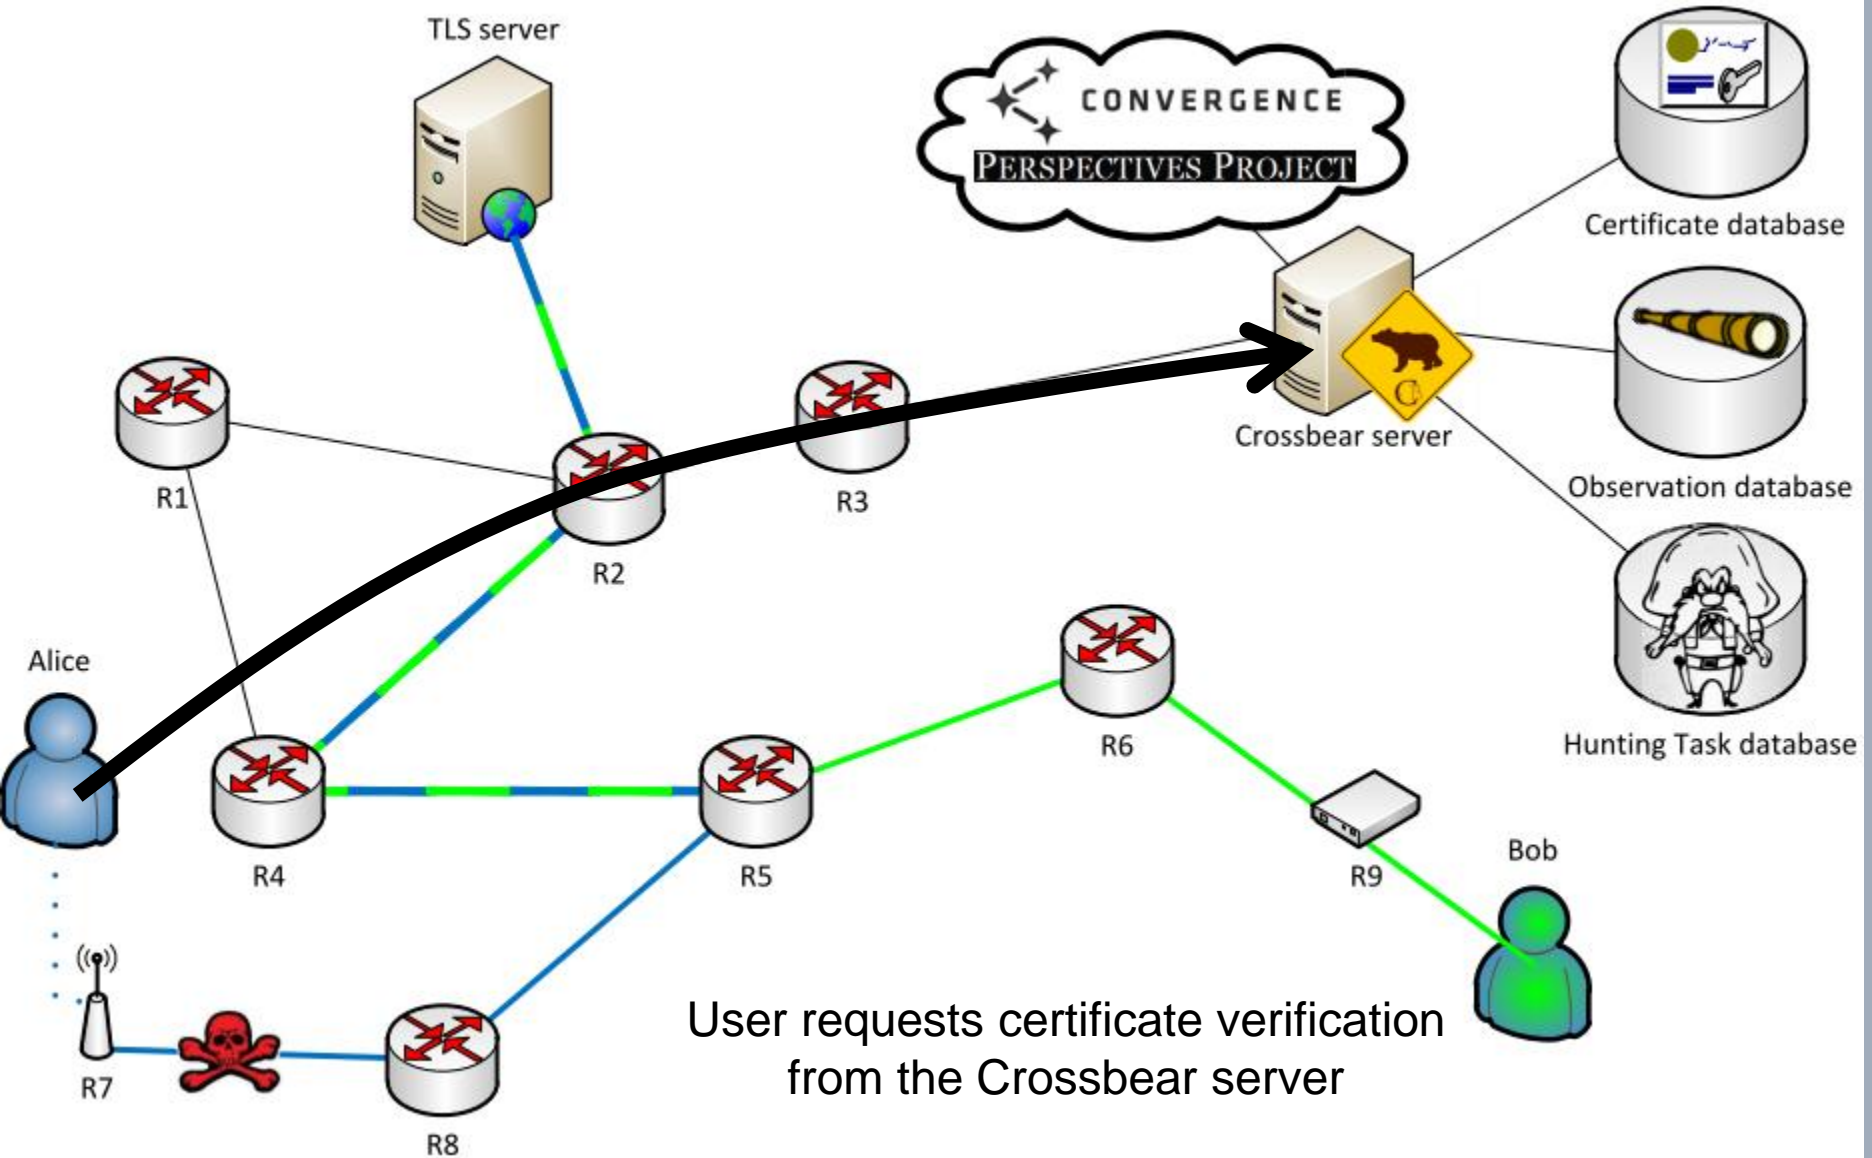 TLS server
CONVERGENCE
PERSPECTIVES PROJECT
Certificate database
Crossbear server
Observation database
R1
R2
R3
Alice
R6
Hunting Task database
R4
R5
R9
Bob
User requests certificate verification
from the Crossbear server
R7
R8